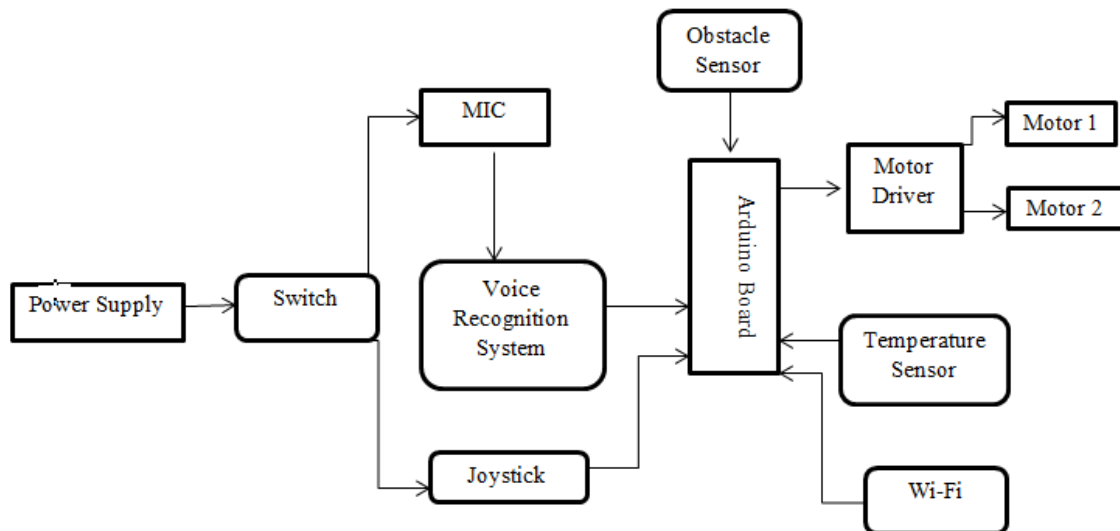 Obstacle
Sensor
MIC
Motor 1
Motor
Driver
Motor 2
Arduino Board
Power Supply
Switch
Voice
Recognition
System
Temperature
Sensor
Joystick
Wi-Fi